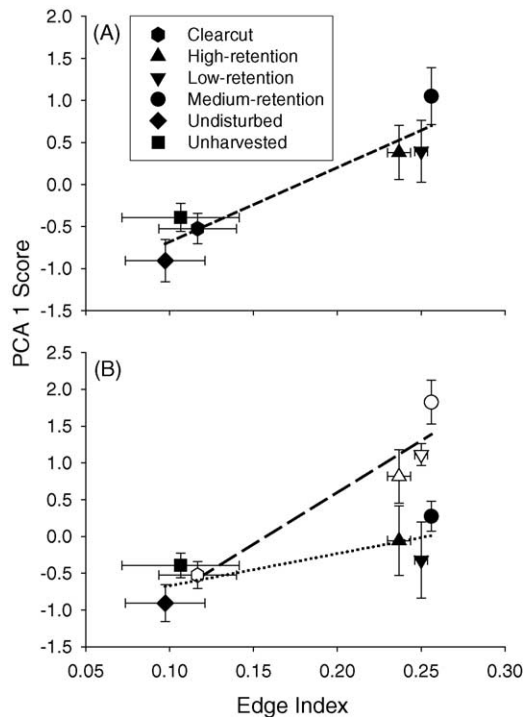 (A)
Clearcut
High-retention
Low-retention
Medium-retention
Undisturbed
Unharvested
2.0
1.5
1.0
0.5
0.0
-0.5
-1.0
-1.5
PCA 1 Score
(B)
2.5
2.0
1.5
1.0
0.5
0.0
-0.5
-1.0
-1.5
0.05 0.10 0.15 0.20 0.25 0.30
Edge Index